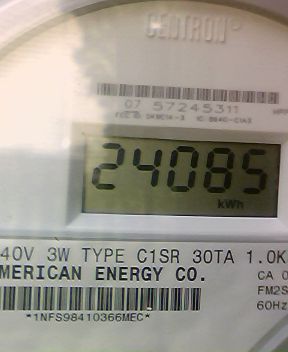 CENTRON®
07 57245311
24085
kWh
40V 3W TYPE C1SR 30TA 1.0K
MERICAN ENERGY CO.
CA 0
FM2S
60Hz
*1NFS98410366MEC*